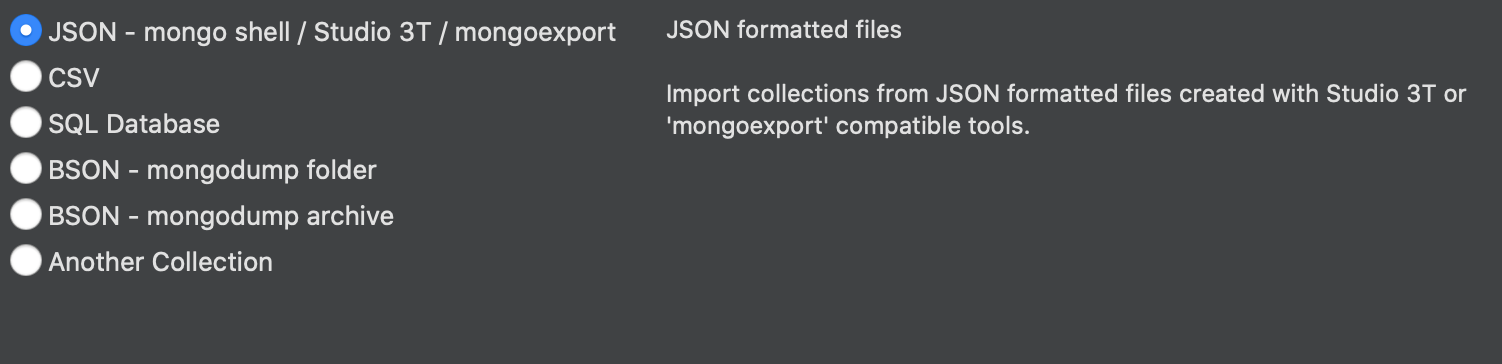 JSON - mongo shell / Studio 3T / mongoexport
CSV
SQL Database
BSON - mongodump folder
BSON - mongodump archive
Another Collection
JSON formatted files
Import collections from JSON formatted files created with Studio 3T or
'mongoexport' compatible tools.